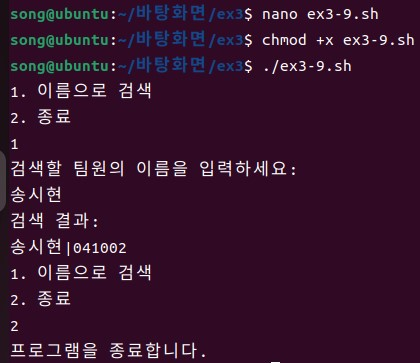 song@ubuntu:~/바탕화면/ex3$ nano ex3-9.sh
song@ubuntu:~/바탕화면/ex3$ chmod +x ex3-9.sh
song@ubuntu:~/바탕화면/ex3$ ./ex3-9.sh
1. 이름으로 검색
2. 종료
1
검색할 팀원의 이름을 입력하세요:
송시현
검색 결과:
송시현|041002
1. 이름으로 검색
2. 종료
2
프로그램을 종료합니다.